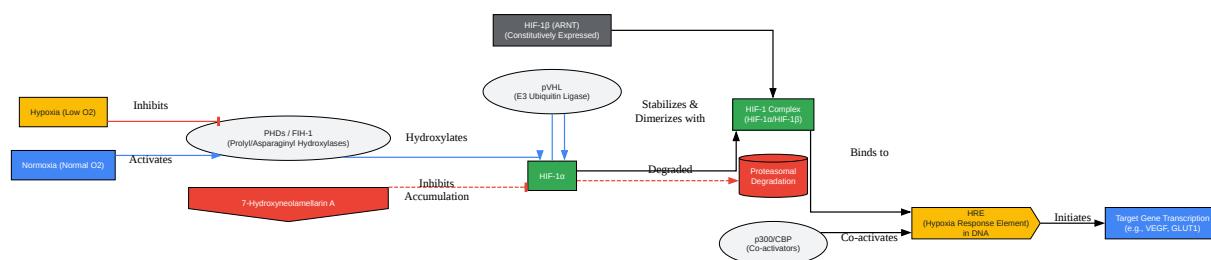 HIF-1β (ARNT)
(Constitutively Expressed)
pVHL
(E3 Ubiquitin Ligase)
Hypoxia (Low O2)
Inhibits
Normoxia (Normal O2)
Activates
PHDs / FIH-1
(Prolyl/Asparaginyl Hydroxylases)
Hydroxylates
Stabilizes &
Dimerizes with
HIF-1 Complex
(HIF-1α/HIF-1β)
Binds to
HIF-1α
Degraded
Proteasomal
Degradation
7-Hydroxyneolamellarin A
Inhibits
Accumulation
p300/CBP
(Co-activators)
Co-activates
HRE
(Hypoxia Response Element)
in DNA
Initiates
Target Gene Transcription
(e.g., VEGF, GLUT1)